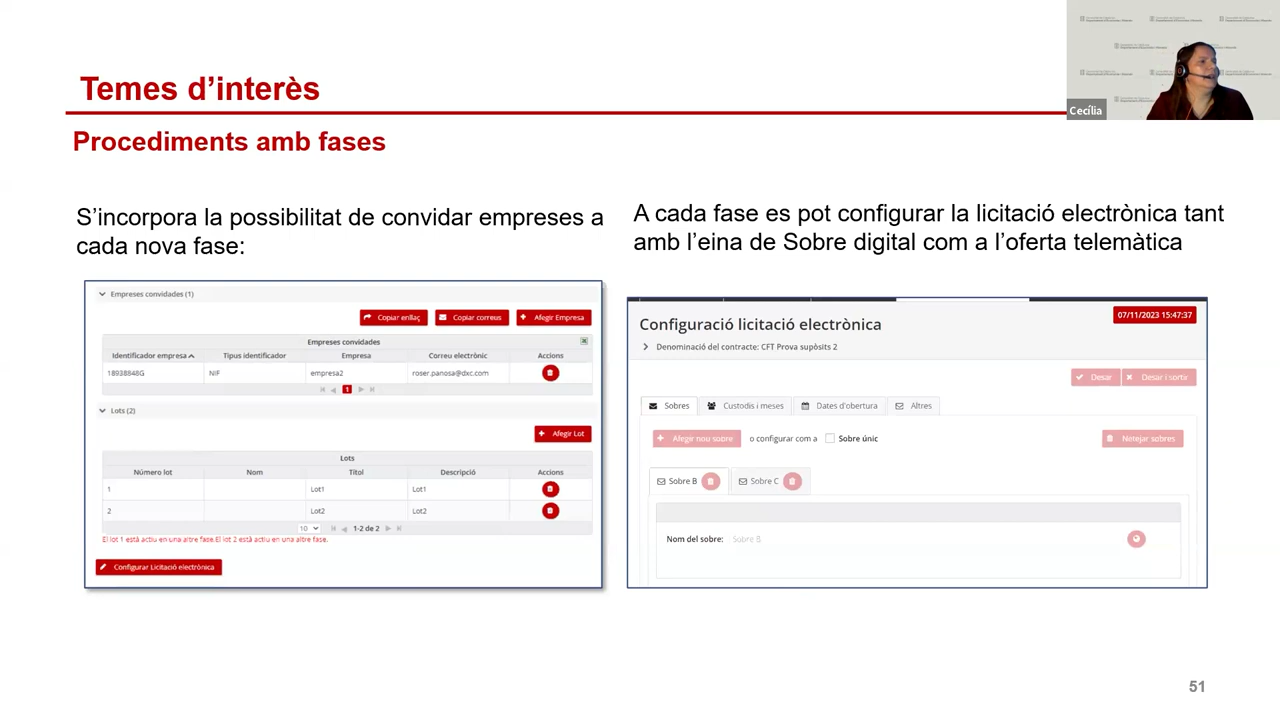 Temes d'interès
Cecília
Procediments amb fases
S'incorpora la possibilitat de convidar empreses a
cada nova fase:
A cada fase es pot configurar la licitació electrònica tant
amb l'eina de Sobre digital com a l'oferta telemàtica
Empreses convidades (1)
Copiar enllaç Copiar correus Afegir Empresa
Empreses convidades
Identificador empresa Tipus identificador Empresa Correu electrònic Accions
18938848G NIF empresa2 roser.panosa@dxc.com
1
Lots (2)
Afegir Lot
Lots
Número lot Nom Títol Descripció Accions
1 Lot1 Lot1
2 Lot2 Lot2
10 1-2 de 2
El lot 1 està actiu en una altre fase.El lot 2 està actiu en una altre fase.
Configurar Licitació electrònica
07/11/2023 15:47:37
Configuració licitació electrònica
Denominació del contracte: CFT Prova supòsits 2
Desar Desar i sortir
Sobres Custodis i meses Dates d'obertura Altres
Afegir nou sobre o configurar com a Sobre únic Netejar sobres
Sobre B Sobre C
Nom del sobre: Sobre B
51